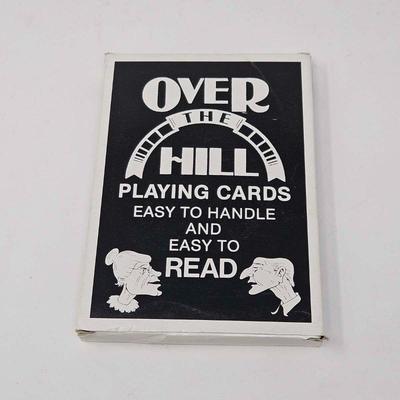 OVER
THE
HILL
PLAYING CARDS
EASY TO HANDLE
AND
EASY TO
READ